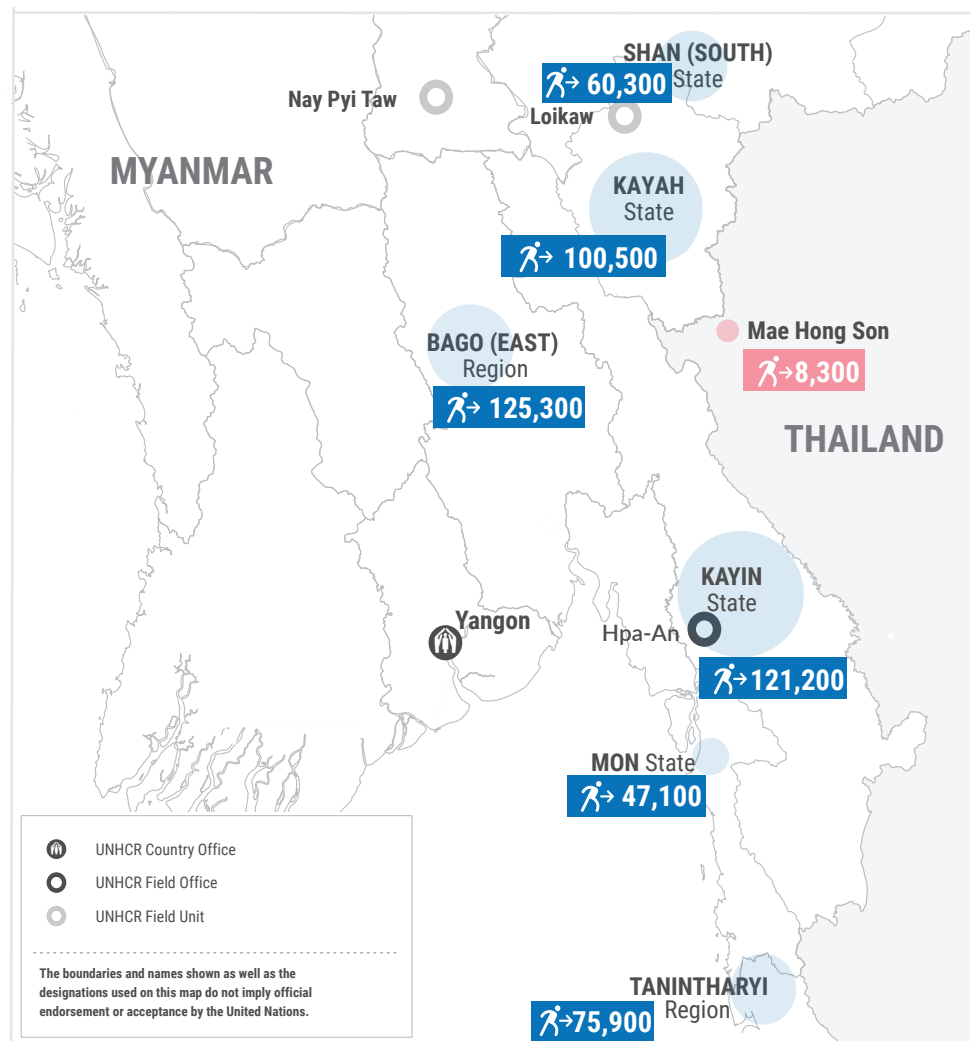 SHAN (SOUTH)
State
60,300
Nay Pyi Taw
Loikaw
MYANMAR
KAYAH
State
100,500
Mae Hong Son
8,300
BAGO (EAST)
Region
125,300
THAILAND
KAYIN
State
Yangon
Hpa-An
121,200
MON State
47,100
UNHCR Country Office
UNHCR Field Office
UNHCR Field Unit
The boundaries and names shown as well as the
designations used on this map do not imply official
endorsement or acceptance by the United Nations.
TANINTHARYI
Region
75,900